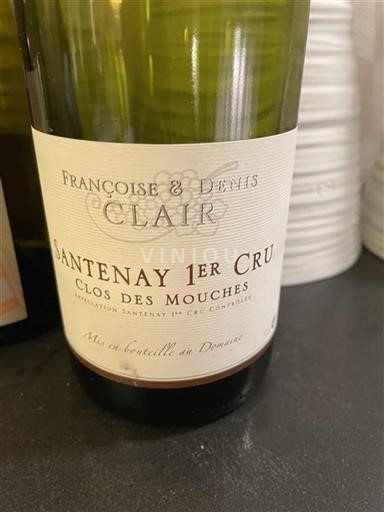 FRANÇOISE & DENIS
CLAIR
VINIOU
SANTENAY 1ER CRU
CLOS DES MOUCHES
APPELLATION SANTENAY 1ER CRU CONTRÔLÉE
Mis en bouteille au Domaine